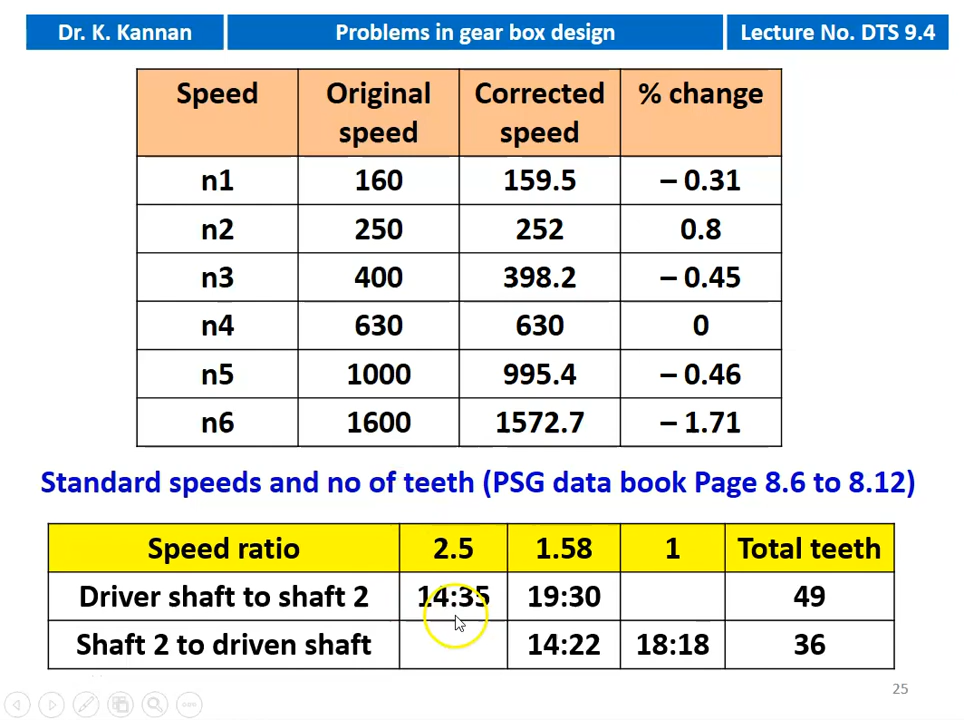 Dr. K. Kannan Problems in gear box design Lecture No. DTS 9.4
Speed Original speed Corrected speed % change
n1 160 159.5 – 0.31
n2 250 252 0.8
n3 400 398.2 – 0.45
n4 630 630 0
n5 1000 995.4 – 0.46
n6 1600 1572.7 – 1.71
Standard speeds and no of teeth (PSG data book Page 8.6 to 8.12)
Speed ratio 2.5 1.58 1 Total teeth
Driver shaft to shaft 2 14:35 19:30 49
Shaft 2 to driven shaft 14:22 18:18 36
25